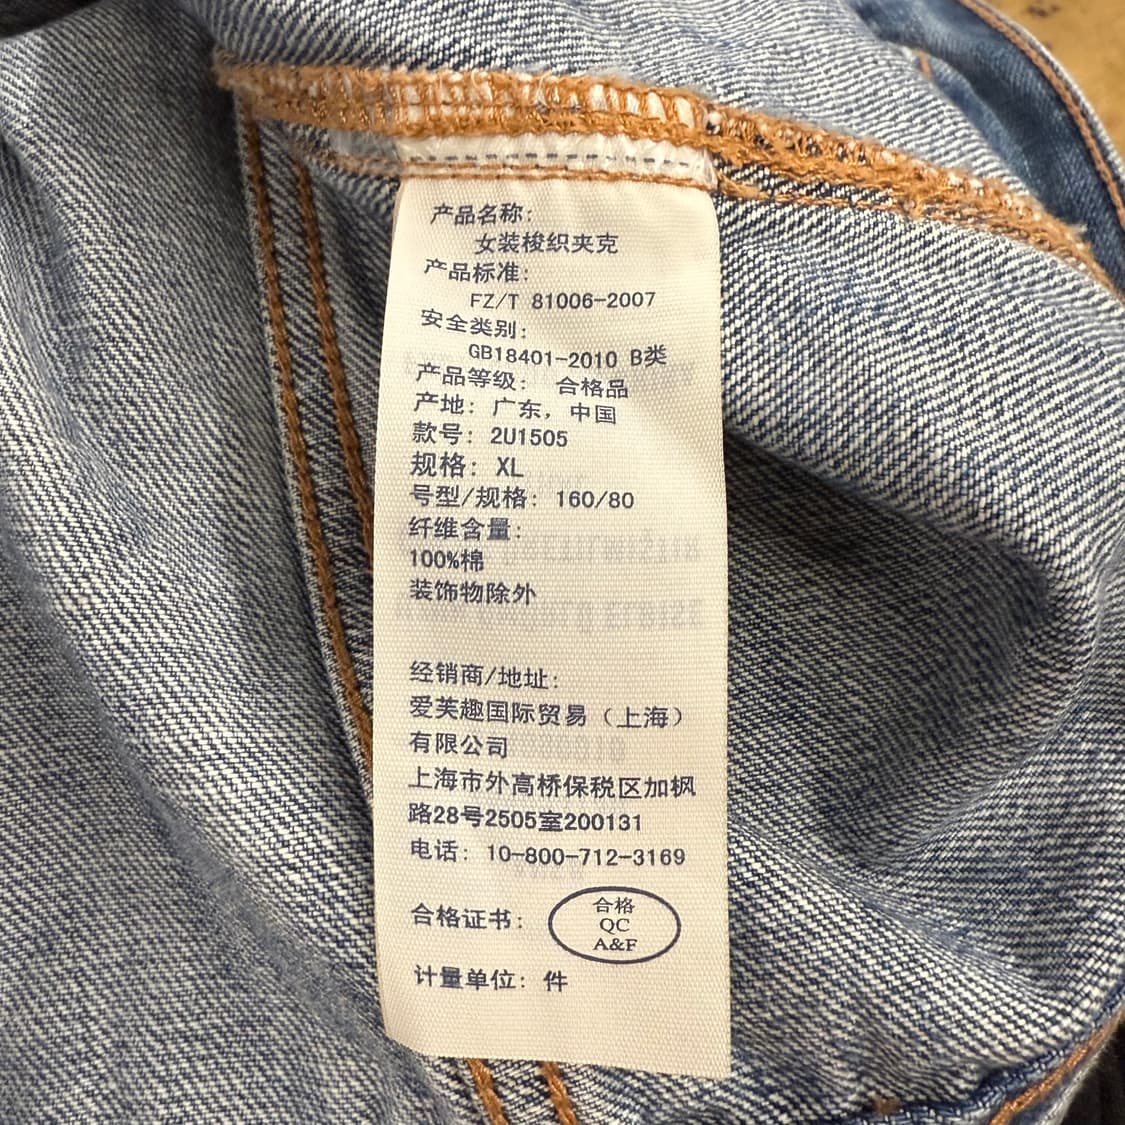 产品名称:
女装梭织夹克
产品标准:
FZ/T 81006-2007
安全类别:
GB18401-2010 B类
产品等级: 合格品
产地: 广东, 中国
款号: 2U1505
规格: XL
号型/规格: 160/80
纤维含量:
100%棉
装饰物除外
经销商/地址:
爱芙趣国际贸易（上海）
有限公司
上海市外高桥保税区加枫
路28号2505室200131
电话: 10-800-712-3169
合格证书:
合格
QC
A&F
计量单位: 件